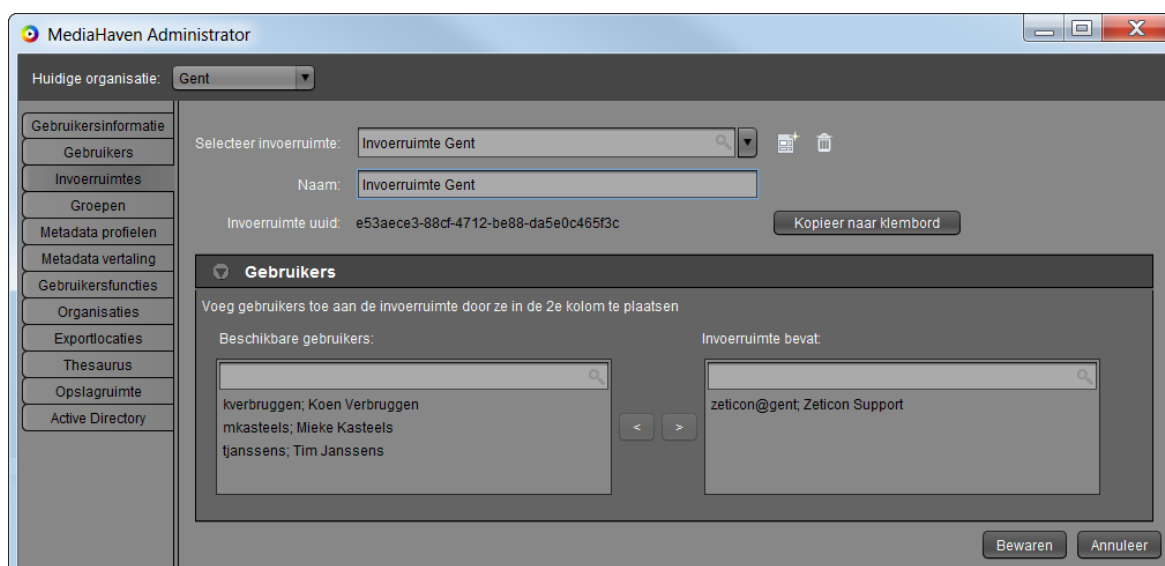 MediaHaven Administrator
Huidige organisatie: Gent
Gebruikersinformatie
Gebruikers
Invoerruimtes
Groepen
Metadata profielen
Metadata vertaling
Gebruikersfuncties
Organisaties
Exportlocaties
Thesaurus
Opslagruimte
Active Directory
Selecteer invoerruimte: Invoerruimte Gent
Naam: Invoerruimte Gent
Invoerruimte uuid: e53aece3-88cf-4712-be88-da5e0c465f3c Kopieer naar klembord
Gebruikers
Voeg gebruikers toe aan de invoerruimte door ze in de 2e kolom te plaatsen
Beschikbare gebruikers:
kverbruggen; Koen Verbruggen
mkasteels; Mieke Kasteels
tjanssens; Tim Janssens
< >
Invoerruimte bevat:
zeticon@gent; Zeticon Support
Bewaren Annuleer